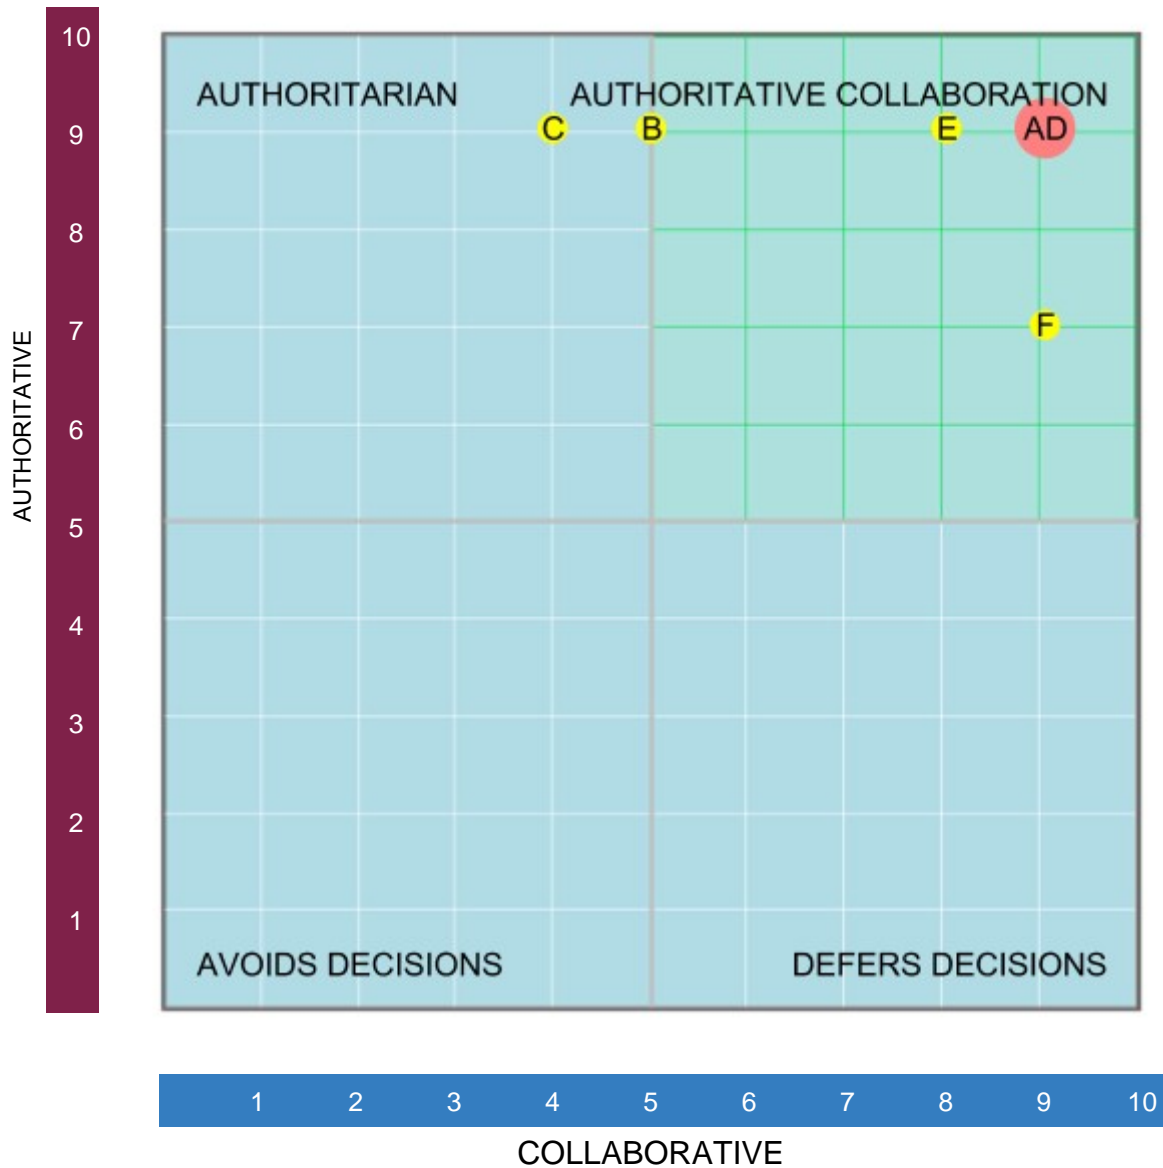 10
AUTHORITARIAN AUTHORITATIVE COLLABORATION
9 C B E AD
8
7 F
6
5
4
3
2
1
AUTHORITATIVE
AVOIDS DECISIONS DEFERS DECISIONS
1 2 3 4 5 6 7 8 9 10
COLLABORATIVE